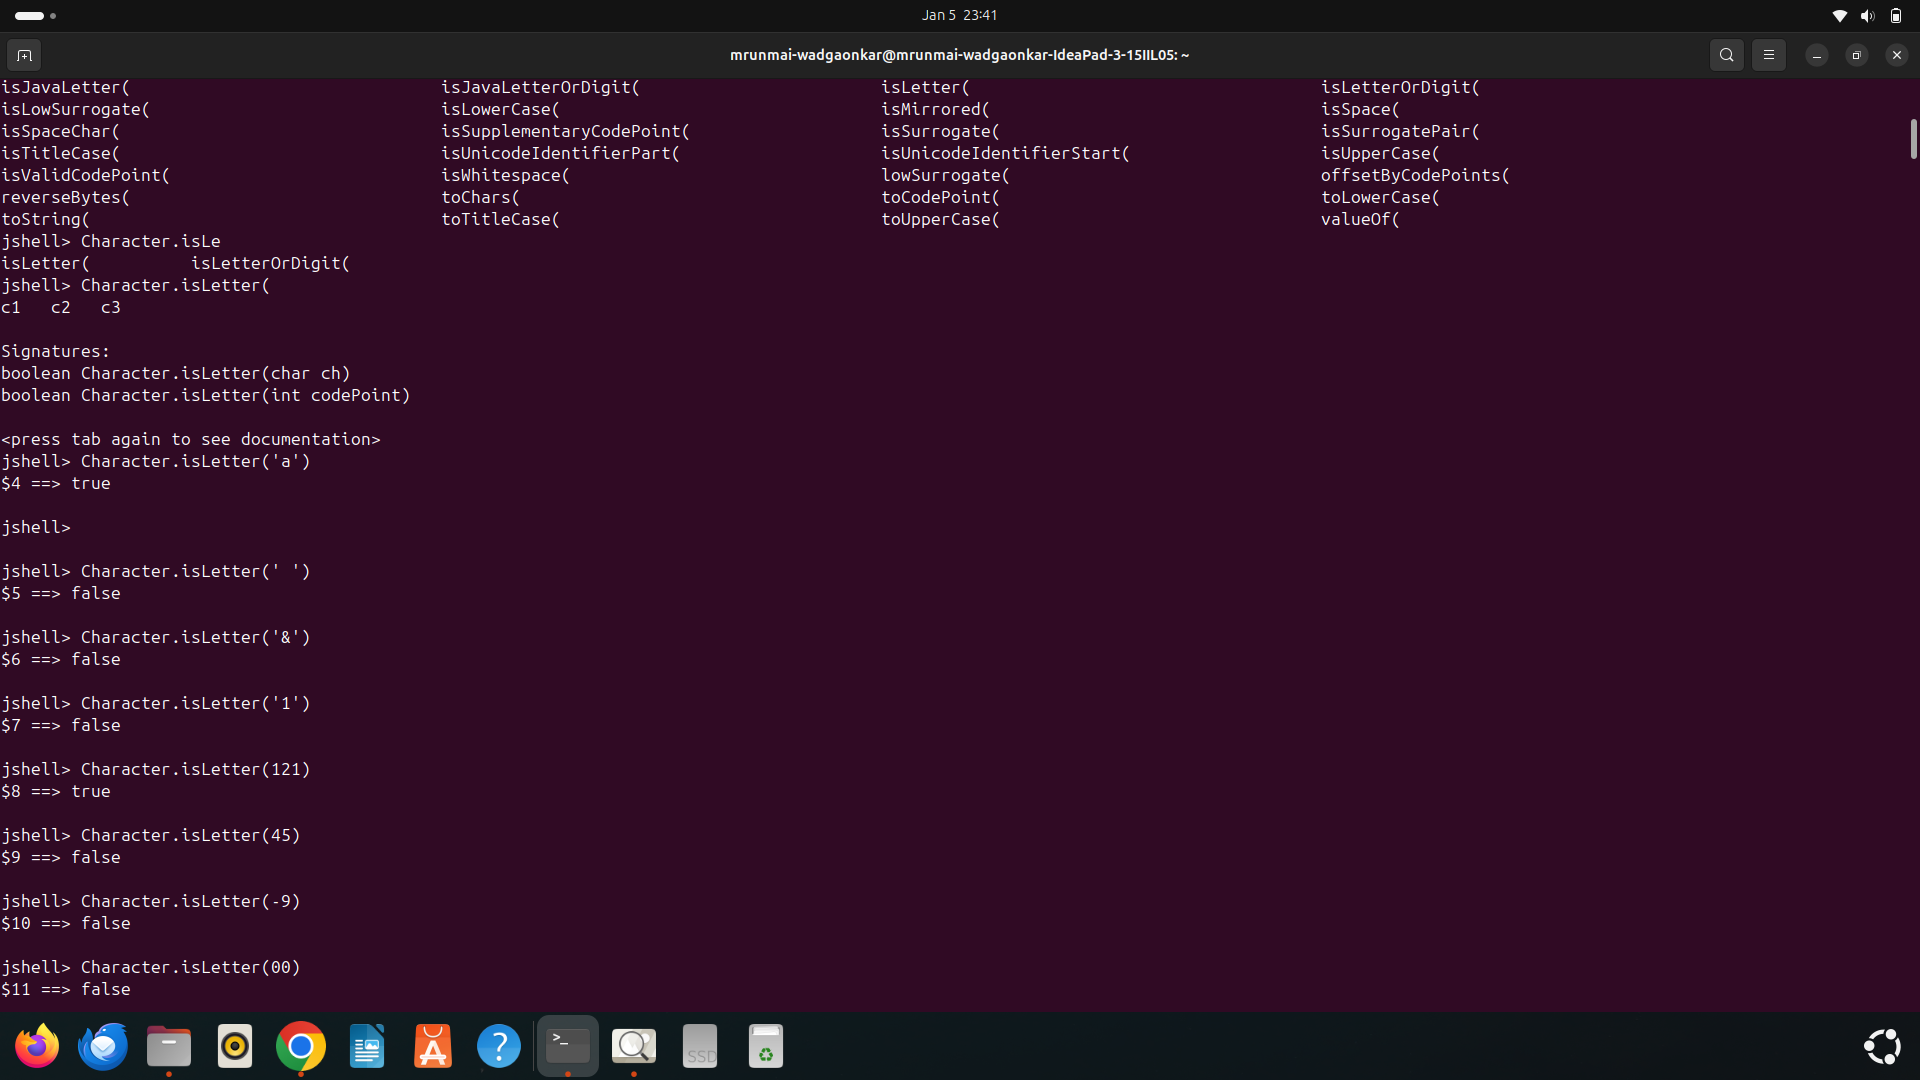 Jan 5 23:41
mrunmai-wadgaonkar@mrunmai-wadgaonkar-IdeaPad-3-15IIL05: ~
isJavaLetter( isJavaLetterOrDigit( isLetter( isLetterOrDigit(
isLowSurrogate( isLowerCase( isMirrored( isSpace(
isSpaceChar( isSupplementaryCodePoint( isSurrogate( isSurrogatePair(
isTitleCase( isUnicodeIdentifierPart( isUnicodeIdentifierStart( isUpperCase(
isValidCodePoint( isWhitespace( lowSurrogate( offsetByCodePoints(
reverseBytes( toChars( toCodePoint( toLowerCase(
toString( toTitleCase( toUpperCase( valueOf(
jshell> Character.isLe
isLetter( isLetterOrDigit(
jshell> Character.isLetter(
c1 c2 c3
Signatures:
boolean Character.isLetter(char ch)
boolean Character.isLetter(int codePoint)
<press tab again to see documentation>
jshell> Character.isLetter('a')
$4 ==> true
jshell>
jshell> Character.isLetter(' ')
$5 ==> false
jshell> Character.isLetter('&')
$6 ==> false
jshell> Character.isLetter('1')
$7 ==> false
jshell> Character.isLetter(121)
$8 ==> true
jshell> Character.isLetter(45)
$9 ==> false
jshell> Character.isLetter(-9)
$10 ==> false
jshell> Character.isLetter(00)
$11 ==> false
>_
?
SSD